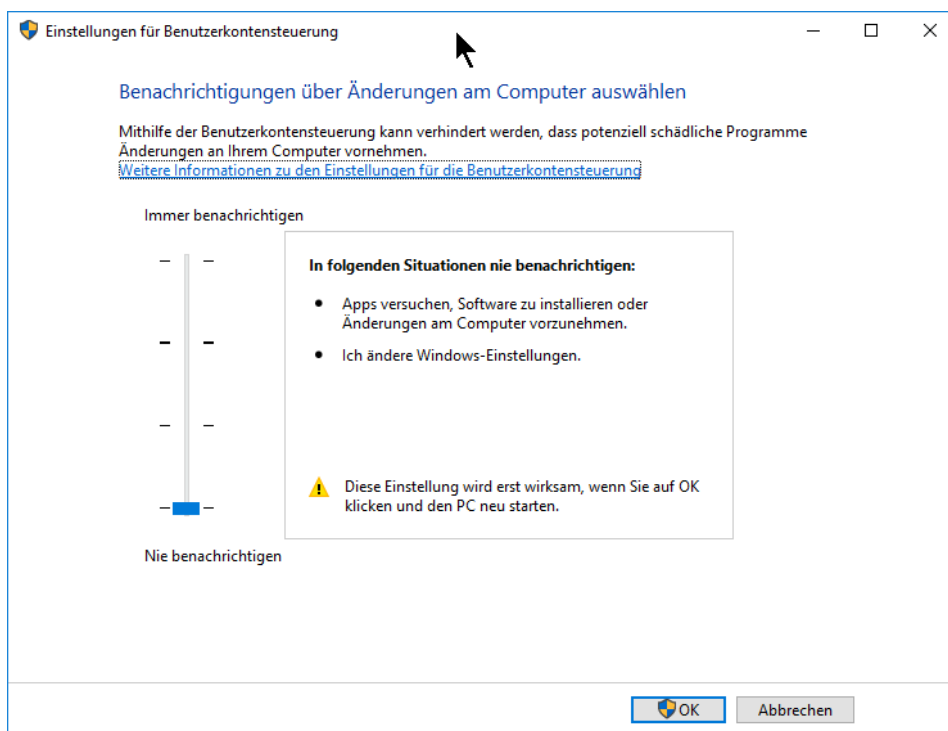 Einstellungen für Benutzerkontensteuerung
Benachrichtigungen über Änderungen am Computer auswählen
Mithilfe der Benutzerkontensteuerung kann verhindert werden, dass potenziell schädliche Programme
Änderungen an Ihrem Computer vornehmen.
Weitere Informationen zu den Einstellungen für die Benutzerkontensteuerung
Immer benachrichtigen
In folgenden Situationen nie benachrichtigen:
Apps versuchen, Software zu installieren oder
Änderungen am Computer vorzunehmen.
Ich ändere Windows-Einstellungen.
Diese Einstellung wird erst wirksam, wenn Sie auf OK
klicken und den PC neu starten.
Nie benachrichtigen
OK
Abbrechen